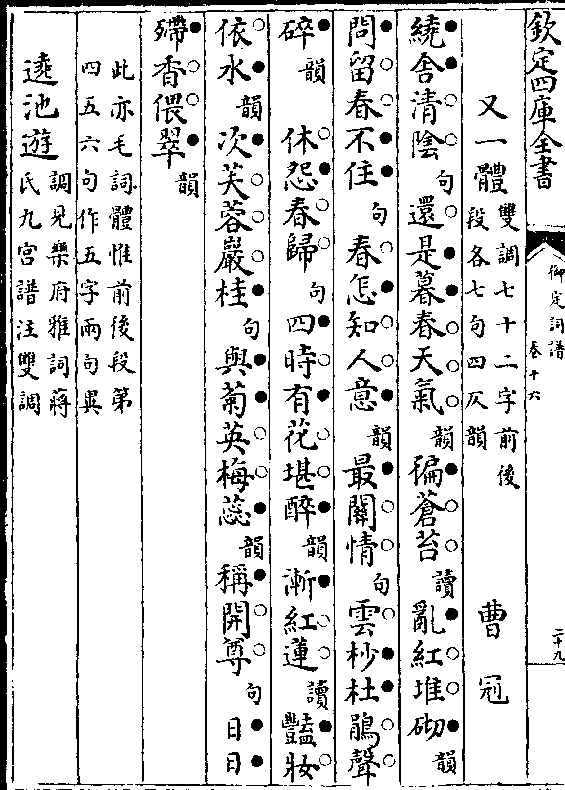 欽定四庫全書
御定詞譜 卷十六
二十九
又一體 雙調七十二字前後段各七句四仄韻 曹冠
繞舍清陰句還是暮春天氣韻徧蒼苔讀亂紅堆砌韻
問留春不住句春怎知人意韻最關情句雲杪杜鵑聲
碎韻休怨春歸句四時有花堪醉韻漸紅蓮讀豔妝
依水韻次芙蓉巖桂句與菊英梅蕊韻稱開尊句日日
殢香偎翠韻
此亦毛詞體惟前後段第
四五六句作五字兩句異
遶池遊 調見樂府雅詞蔣氏九宮譜注雙調